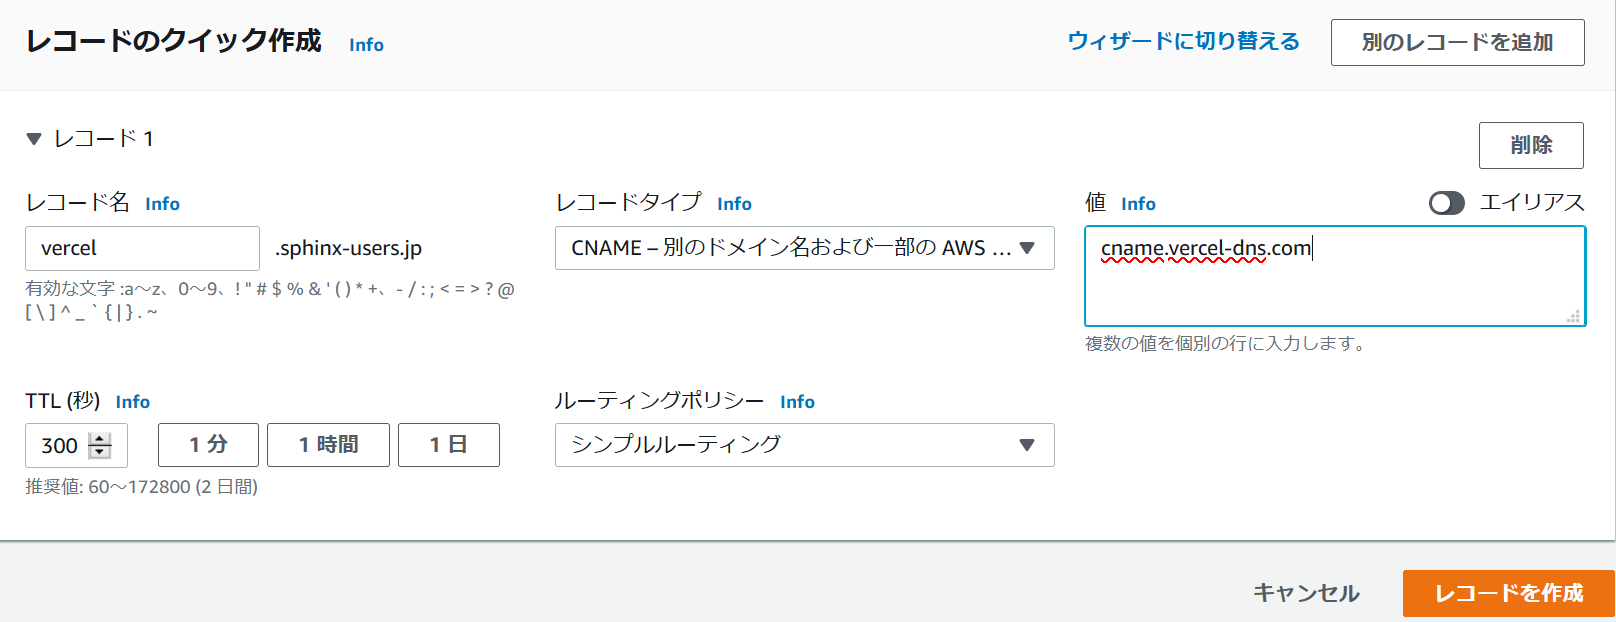 レコードのクイック作成 Info ウィザードに切り替える 別のレコードを追加
レコード 1 削除
レコード名 Info レコードタイプ Info 値 Info エイリアス
vercel .sphinx-users.jp CNAME – 別のドメイン名および一部の AWS ... cname.vercel-dns.com
有効な文字 :a〜z、0〜9、! " # $ % & ' ( ) * +、- / : ; < = > ? @
[ \ ] ^ _ ` { | } . ~
複数の値を個別の行に入力します。
TTL (秒) Info ルーティングポリシー Info
300 1 分 1 時間 1 日 シンプルルーティング
推奨値: 60〜172800 (2 日間)
キャンセル レコードを作成